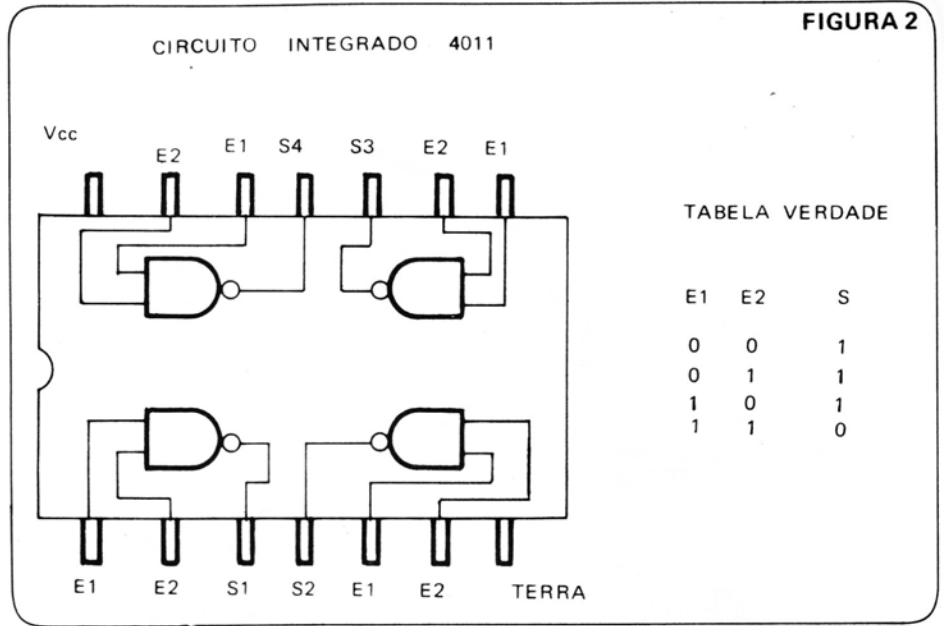 FIGURA 2
CIRCUITO INTEGRADO 4011
Vcc E2 E1 S4 S3 E2 E1
TABELA VERDADE
E1 E2 S
0 0 1
0 1 1
1 0 1
1 1 0
E1 E2 S1 S2 E1 E2 TERRA